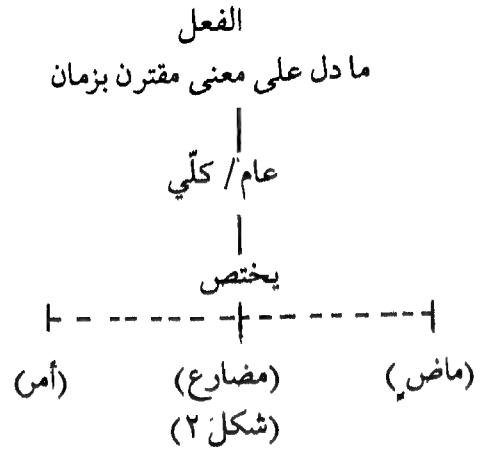 الفعل
ما دل على معنى مقترن بزمان
عام/ كلّي
يختص
(ماضٍ) (مضارع) (أمر)
(شكل ٢)